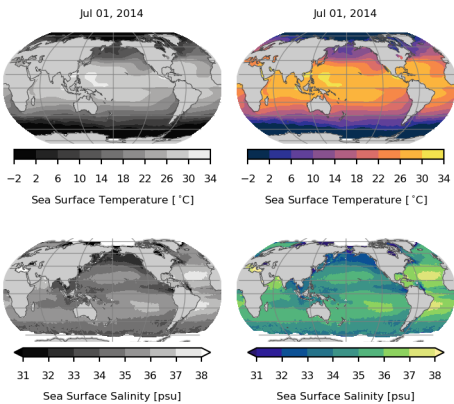 Jul 01, 2014
Jul 01, 2014
−2 2 6 10 14 18 22 26 30 34
−2 2 6 10 14 18 22 26 30 34
Sea Surface Temperature [°C]
Sea Surface Temperature [°C]
31 32 33 34 35 36 37 38
31 32 33 34 35 36 37 38
Sea Surface Salinity [psu]
Sea Surface Salinity [psu]